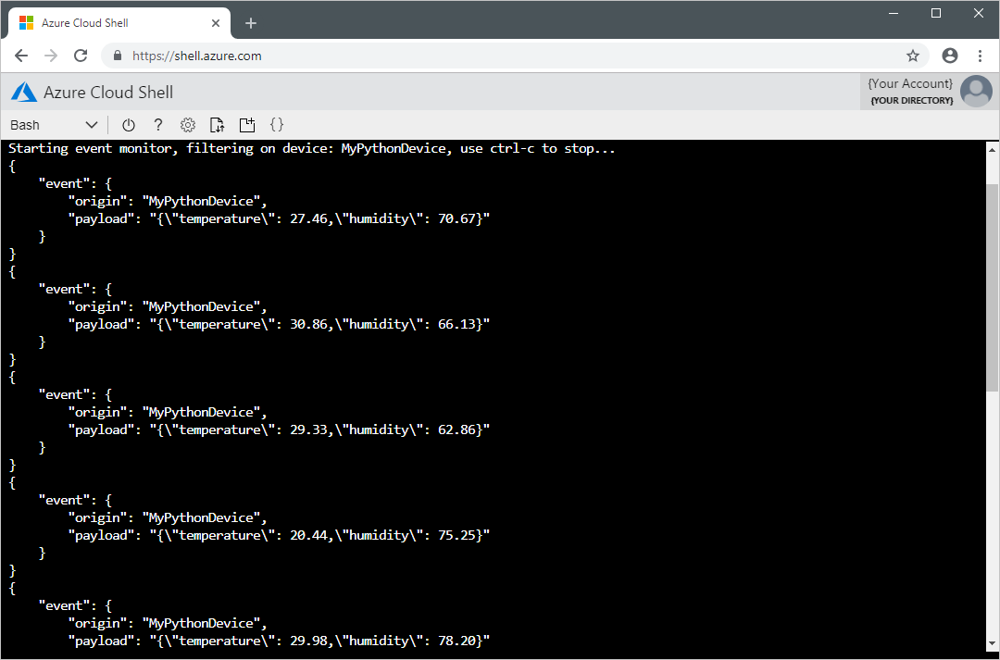 Azure Cloud Shell
https://shell.azure.com
Azure Cloud Shell
{Your Account}
{YOUR DIRECTORY}
Bash
?
{}
Starting event monitor, filtering on device: MyPythonDevice, use ctrl-c to stop...
{
    "event": {
        "origin": "MyPythonDevice",
        "payload": "{\"temperature\": 27.46,\"humidity\": 70.67}"
    }
}
{
    "event": {
        "origin": "MyPythonDevice",
        "payload": "{\"temperature\": 30.86,\"humidity\": 66.13}"
    }
}
{
    "event": {
        "origin": "MyPythonDevice",
        "payload": "{\"temperature\": 29.33,\"humidity\": 62.86}"
    }
}
{
    "event": {
        "origin": "MyPythonDevice",
        "payload": "{\"temperature\": 20.44,\"humidity\": 75.25}"
    }
}
{
    "event": {
        "origin": "MyPythonDevice",
        "payload": "{\"temperature\": 29.98,\"humidity\": 78.20}"